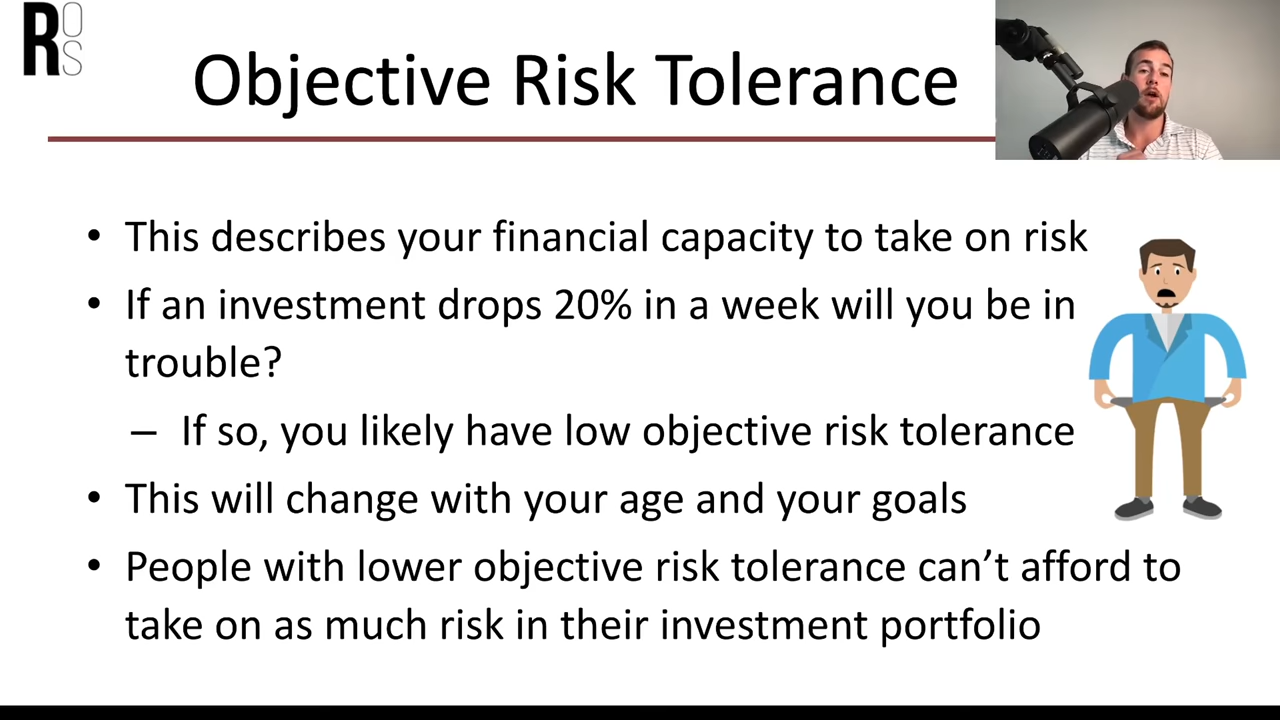 ROS
Objective Risk Tolerance
• This describes your financial capacity to take on risk
• If an investment drops 20% in a week will you be in
trouble?
– If so, you likely have low objective risk tolerance
• This will change with your age and your goals
• People with lower objective risk tolerance can’t afford to
take on as much risk in their investment portfolio